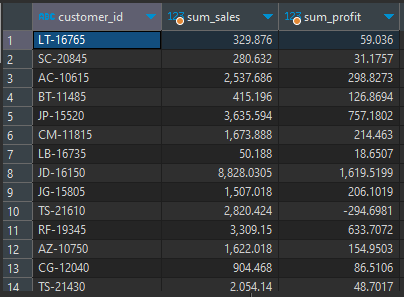 ABC customer_id 123 sum_sales 123 sum_profit
1 LT-16765 329.876 59.036
2 SC-20845 280.632 31.1757
3 AC-10615 2,537.686 298.8273
4 BT-11485 415.196 126.8694
5 JP-15520 3,635.594 757.1802
6 CM-11815 1,673.888 214.463
7 LB-16735 50.188 18.6507
8 JD-16150 8,828.0305 1,619.5199
9 JG-15805 1,507.018 206.1019
10 TS-21610 2,820.424 -294.6981
11 RF-19345 3,309.15 633.7072
12 AZ-10750 1,622.018 154.9503
13 CG-12040 904.468 86.5106
14 TS-21430 2,054.14 48.7017